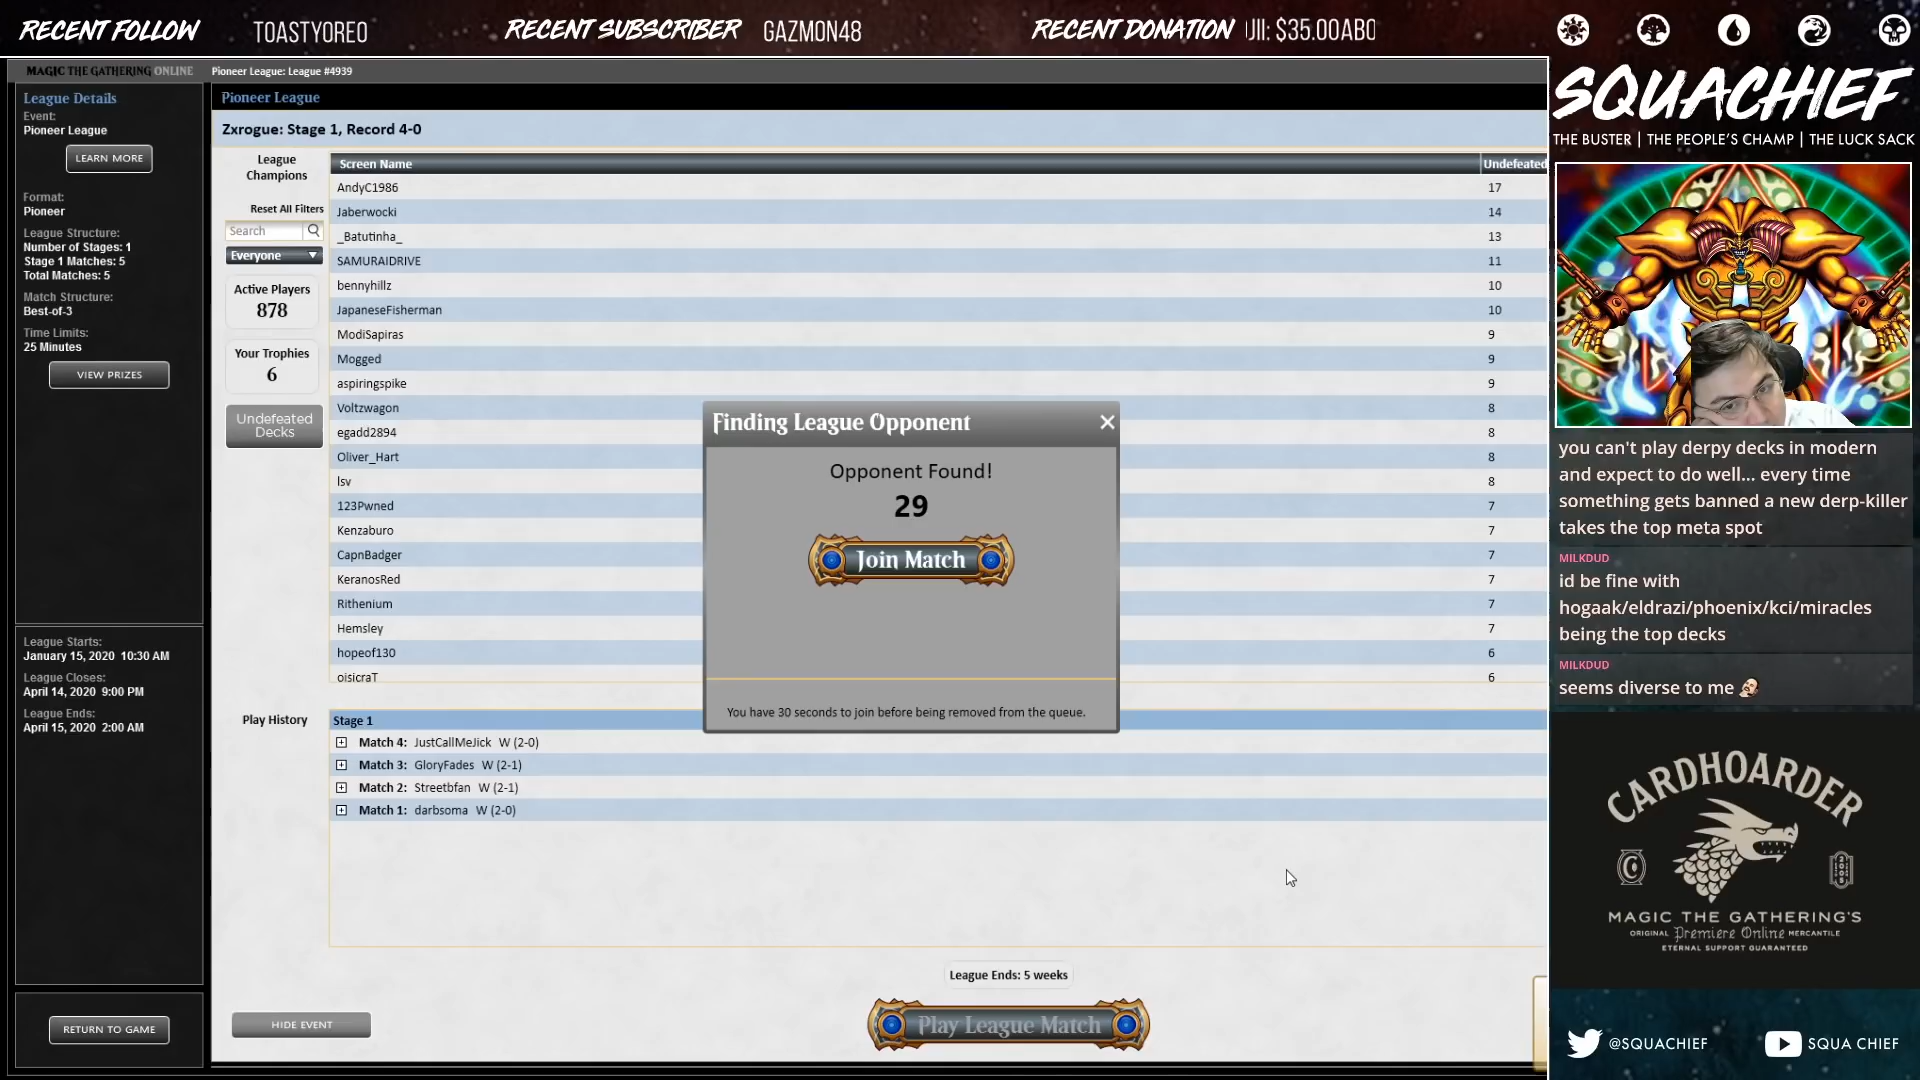 RECENT FOLLOW TOASTYOREO RECENT SUBSCRIBER GAZMON48 RECENT DONATION $35.00
MAGIC THE GATHERING ONLINE
Pioneer League: League #4939
League Details
Event:
Pioneer League
LEARN MORE
Format:
Pioneer
League Structure:
Number of Stages: 1
Stage 1 Matches: 5
Total Matches: 5
Match Structure:
Best-of-3
Time Limits:
25 Minutes
VIEW PRIZES
League Starts:
January 15, 2020 10:30 AM
League Closes:
April 14, 2020 9:00 PM
League Ends:
April 15, 2020 2:00 AM
RETURN TO GAME
Pioneer League
Zxrogue: Stage 1, Record 4-0
League
Champions
Reset All Filters
Search
Everyone
Active Players
878
Your Trophies
6
Undefeated
Decks
Screen Name Undefeated
AndyC1986 17
Jaberwocki 14
_Batutinha_ 13
SAMURAIDRIVE 11
bennyhillz 10
JapaneseFisherman 10
ModiSapiras 9
Mogged 9
aspiringspike 9
Voltzwagon 8
egadd2894 8
Oliver_Hart 8
lsv 8
123Pwned 7
Kenzaburo 7
CapnBadger 7
KeranosRed 7
Rithenium 7
Hemsley 7
hopeof130 6
oisicraT 6
Finding League Opponent
Opponent Found!
29
Join Match
You have 30 seconds to join before being removed from the queue.
Play History
Stage 1
Match 4: JustCallMeJick W (2-0)
Match 3: GloryFades W (2-1)
Match 2: Streetbfan W (2-1)
Match 1: darbsoma W (2-0)
League Ends: 5 weeks
HIDE EVENT
Play League Match
SQUACHIEF
THE BUSTER | THE PEOPLE'S CHAMP | THE LUCK SACK
you can't play derpy decks in modern
and expect to do well... every time
something gets banned a new derp-killer
takes the top meta spot
MILKDUD
id be fine with
hogaak/eldrazi/phoenix/kci/miracles
being the top decks
MILKDUD
seems diverse to me
CARDHOARDER
MAGIC THE GATHERING'S
ORIGINAL Premiere Online MERCANTILE
ETERNAL SUPPORT GUARANTEED
@SQUACHIEF
SQUA CHIEF